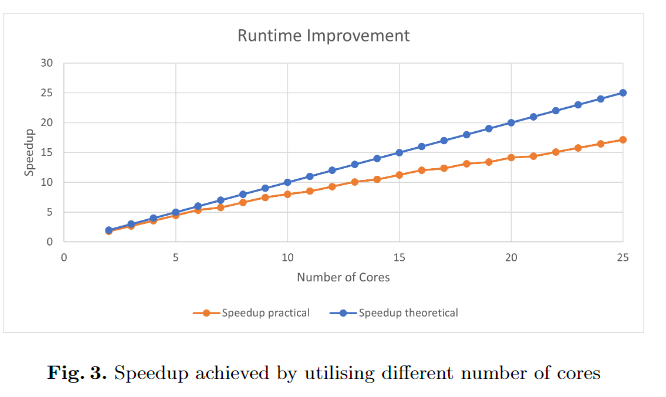 Runtime Improvement
30
25
20
15
10
5
0
Speedup
0 5 10 15 20 25
Number of Cores
Speedup practical Speedup theoretical
Fig. 3. Speedup achieved by utilising different number of cores